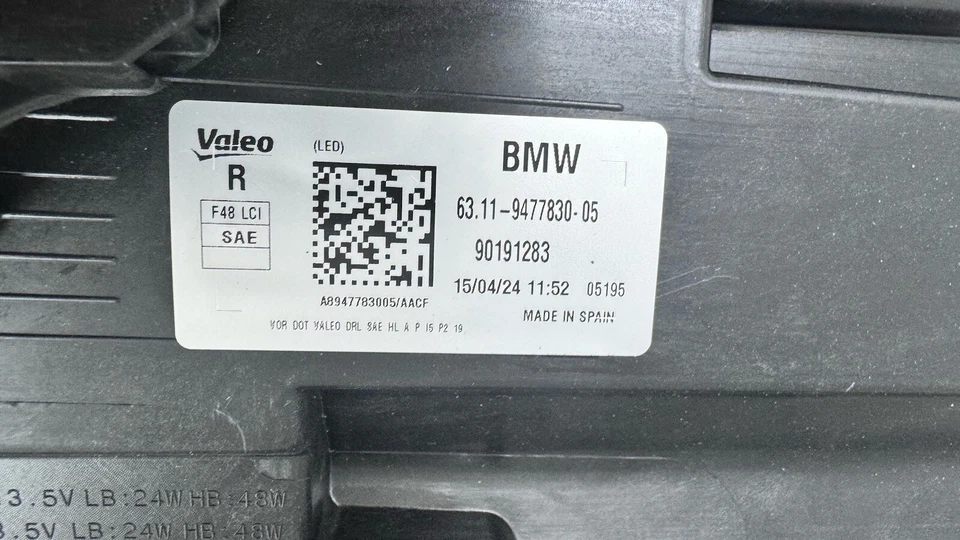 Valeo
(LED)
BMW
R
F48 LCI
SAE
63.11-9477830-05
90191283
15/04/24 11:52 05195
A8947783005/AACF
MADE IN SPAIN
VOR DOT VALEO DRL SAE HL A P I5 P2 19
3.5V LB:24W HB:48W
3.5V LB:24W HB:48W